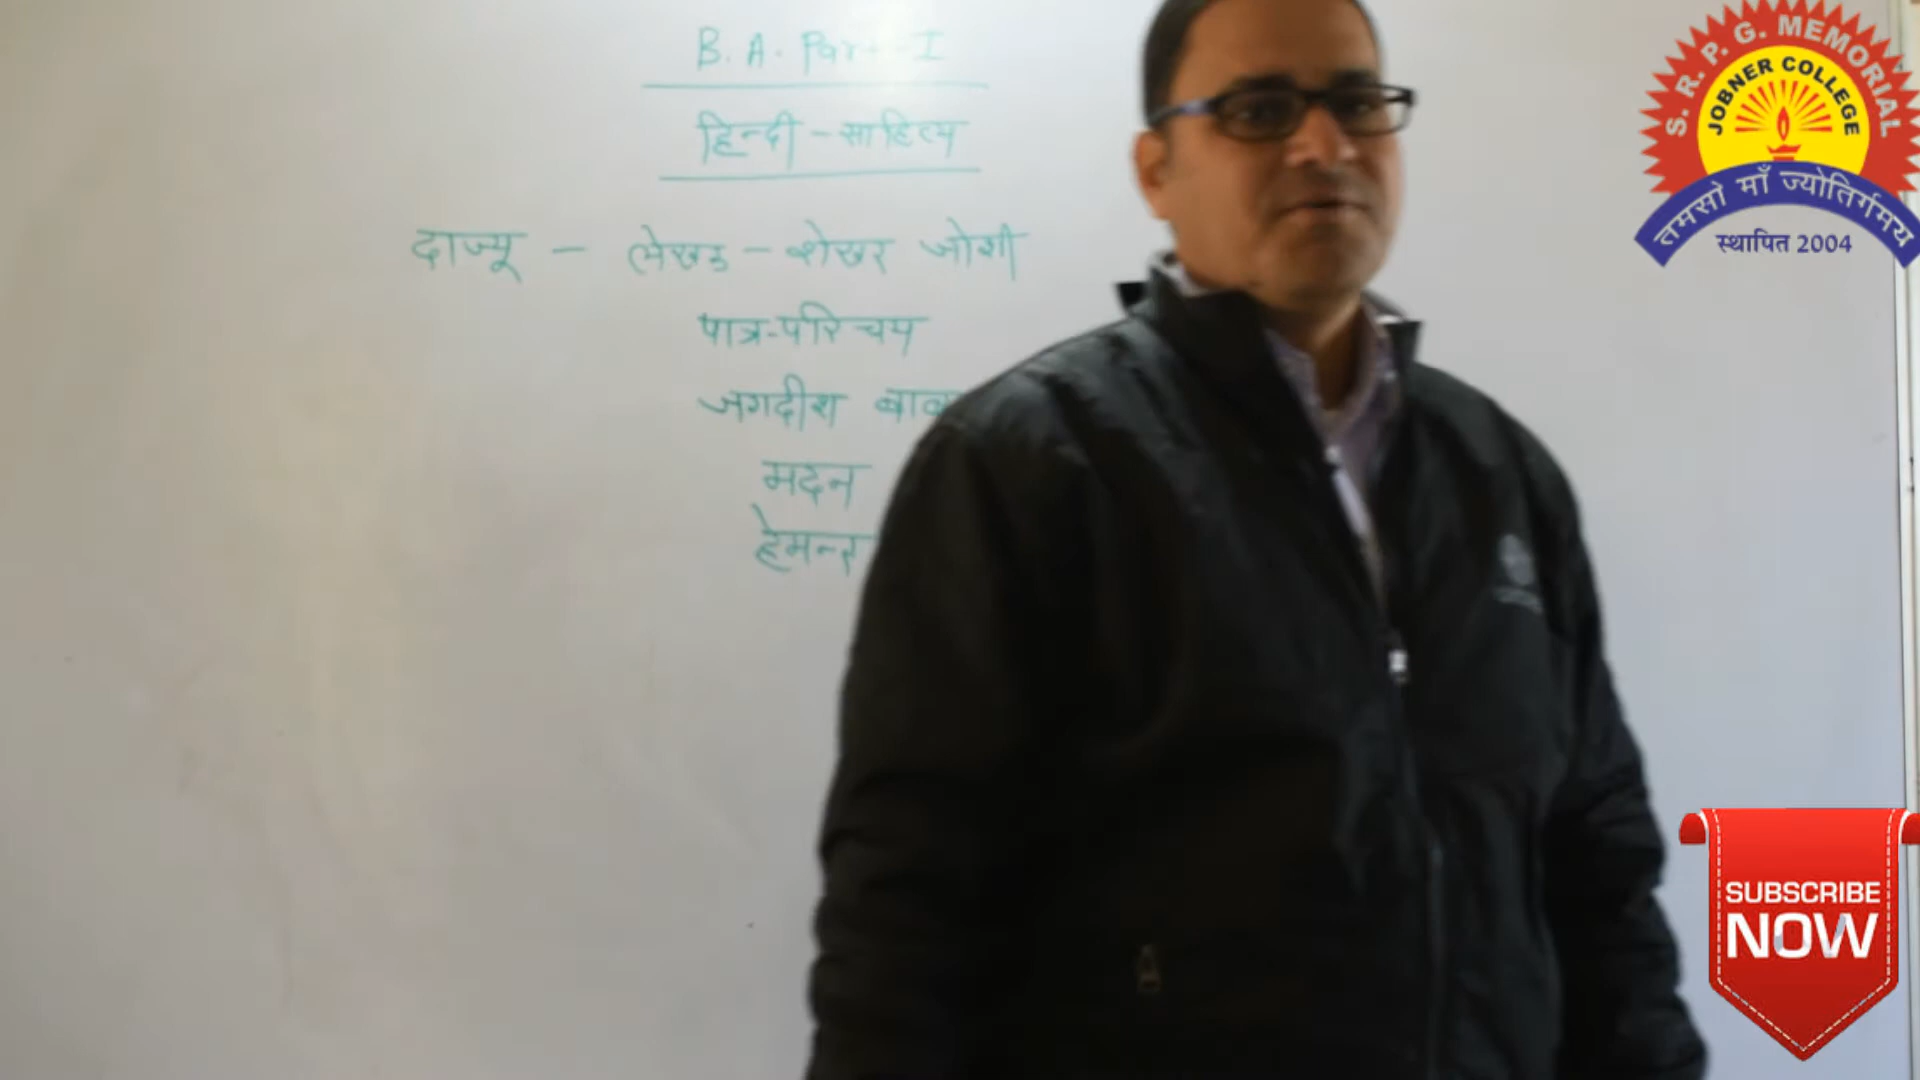 B. A. Part - I
हिन्दी - साहित्य
दाज्यू - लेखक - शेखर जोशी
पात्र-परिचय
जगदीश
मदन
S. R. P. G. MEMORIAL
JOBNER COLLEGE
तमसो माँ ज्योतिर्गमय
स्थापित 2004
SUBSCRIBE
NOW